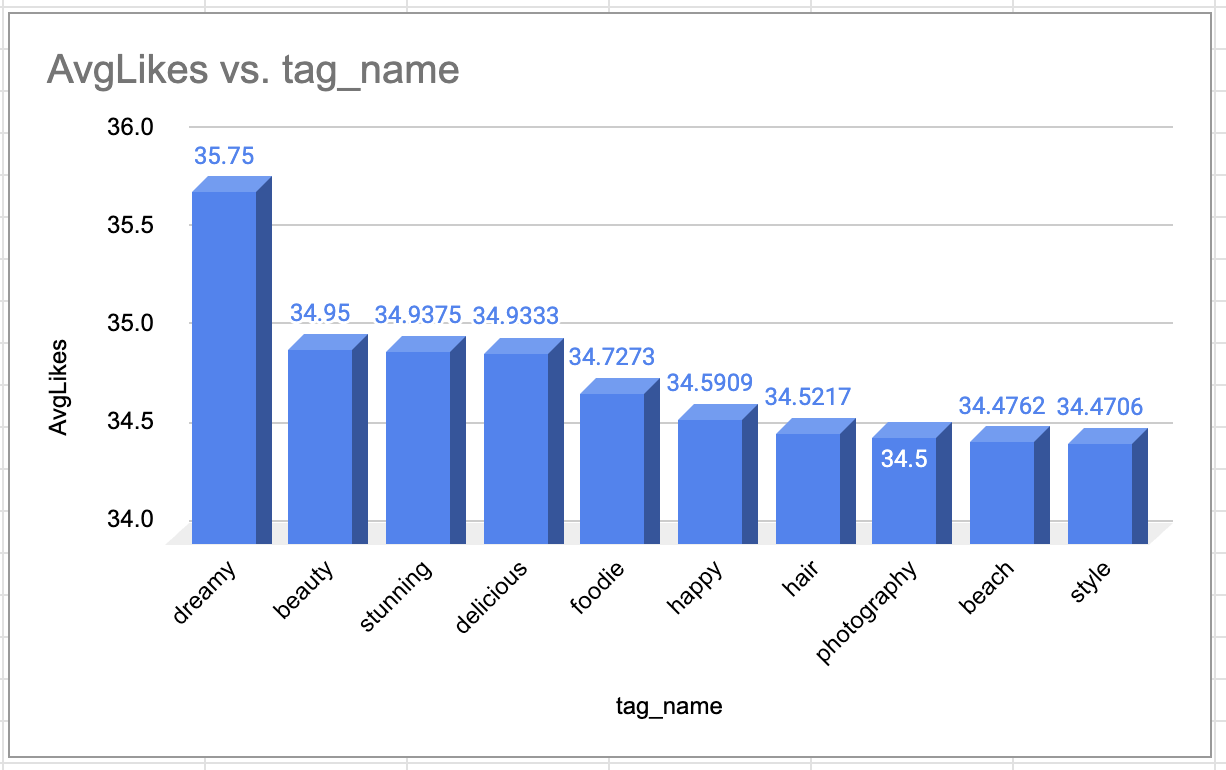 AvgLikes vs. tag_name
36.0
35.5
35.0
34.5
34.0
AvgLikes
35.75
34.95
34.9375
34.9333
34.7273
34.5909
34.5217
34.5
34.4762
34.4706
dreamy
beauty
stunning
delicious
foodie
happy
hair
photography
beach
style
tag_name